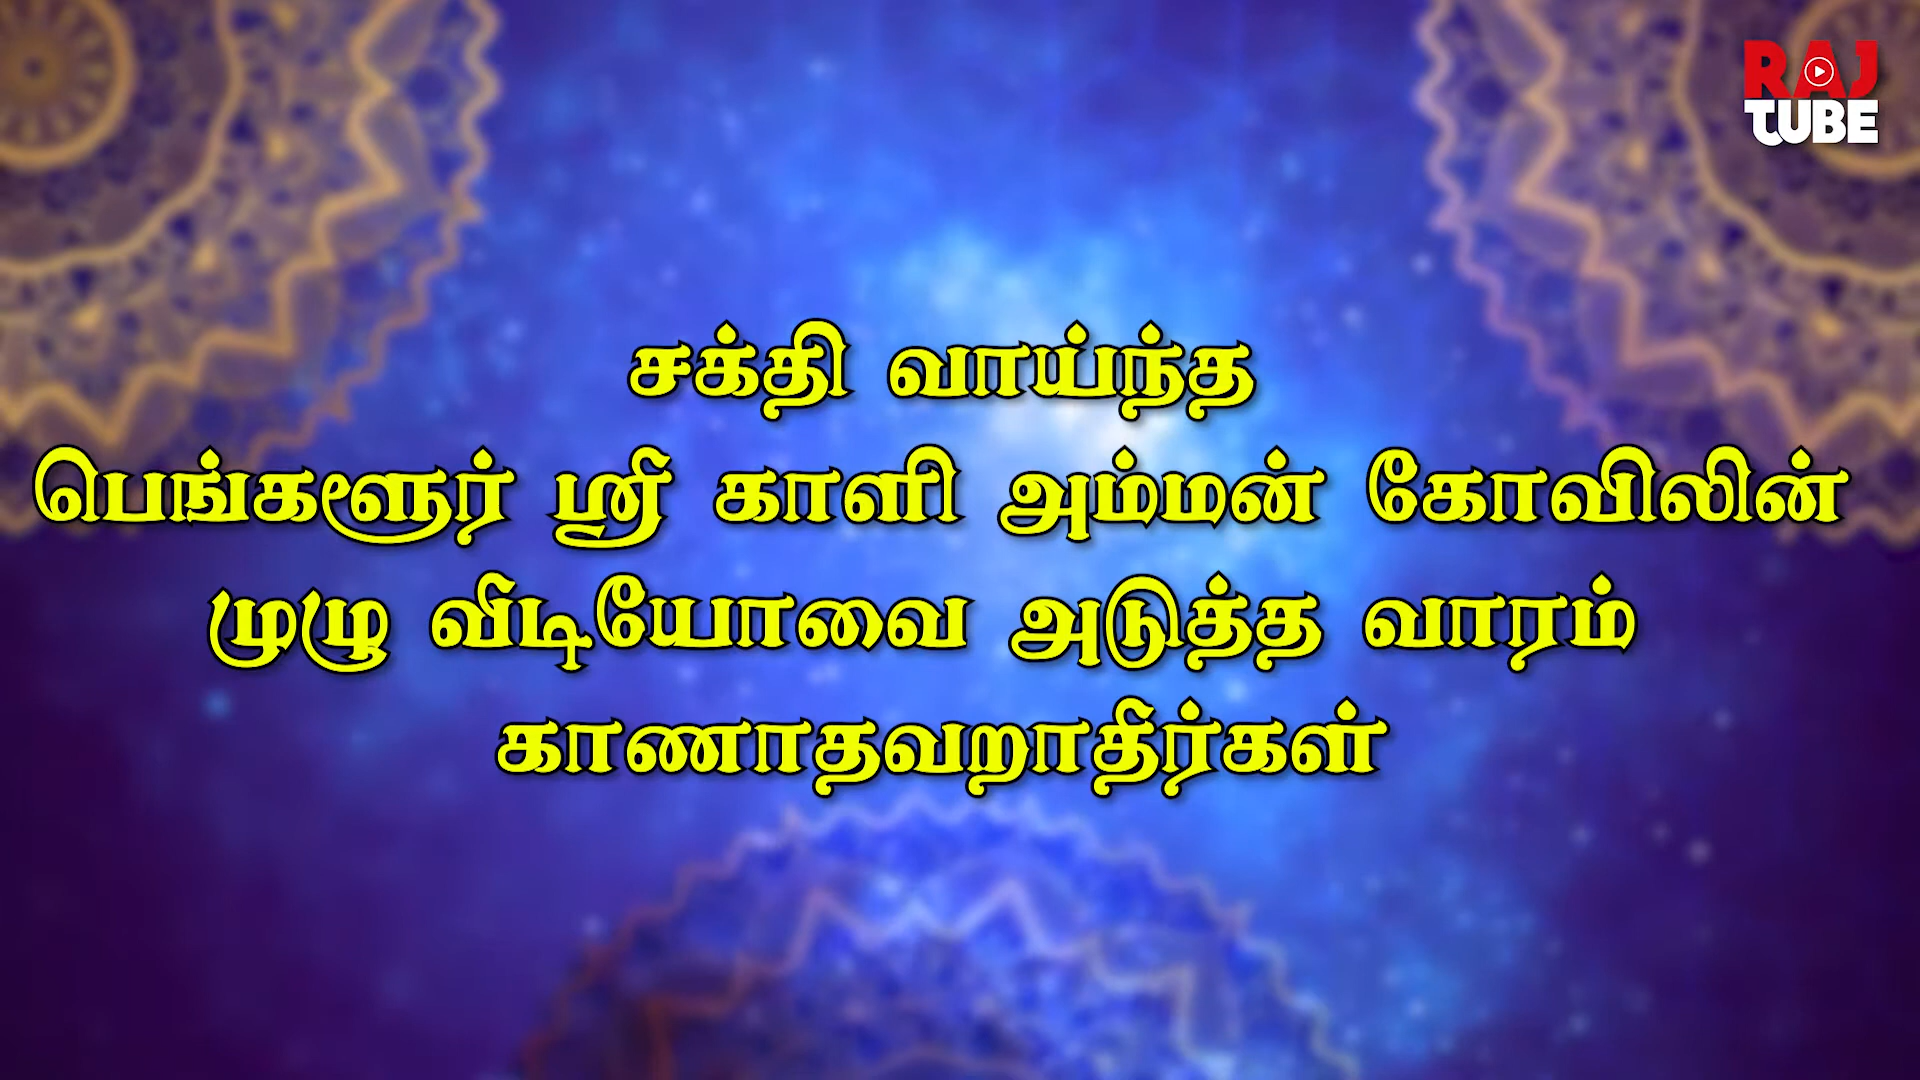 RAJ
TUBE
சக்தி வாய்ந்த
பெங்களூர் ஸ்ரீ காளி அம்மன் கோவிலின்
முழு வீடியோவை அடுத்த வாரம்
காணாதவறாதீர்கள்